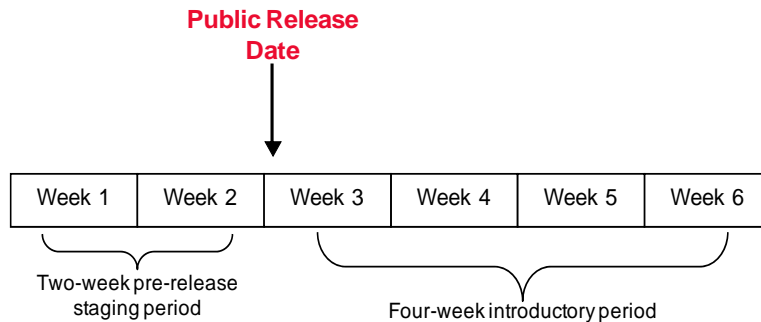 Public Release
Date
Week 1 Week 2 Week 3 Week 4 Week 5 Week 6
Two-week pre-release
staging period
Four-week introductory period